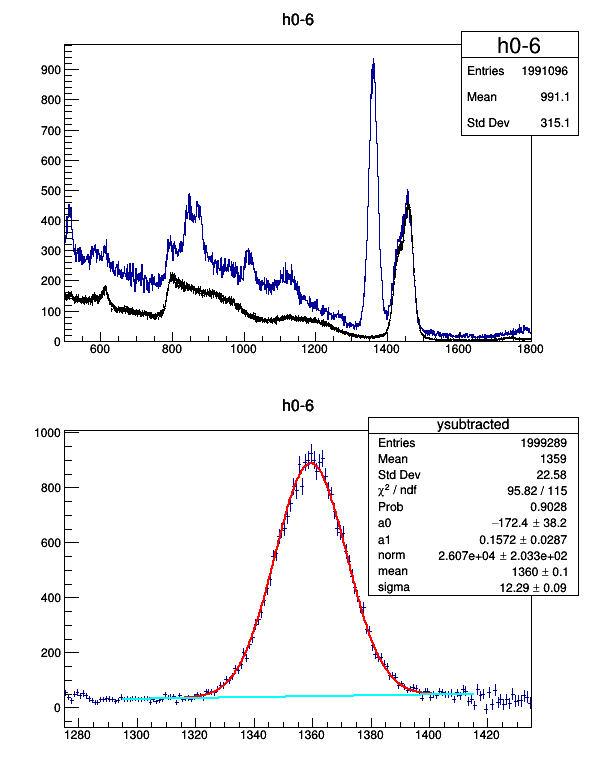 h0-6
h0-6
Entries 1991096
Mean 991.1
Std Dev 315.1
900
800
700
600
500
400
300
200
100
0
600 800 1000 1200 1400 1600 1800
h0-6
ysubtracted
Entries 1999289
Mean 1359
Std Dev 22.58
χ² / ndf 95.82 / 115
Prob 0.9028
a0 −172.4 ± 38.2
a1 0.1572 ± 0.0287
norm 2.607e+04 ± 2.033e+02
mean 1360 ± 0.1
sigma 12.29 ± 0.09
1000
800
600
400
200
0
1280 1300 1320 1340 1360 1380 1400 1420